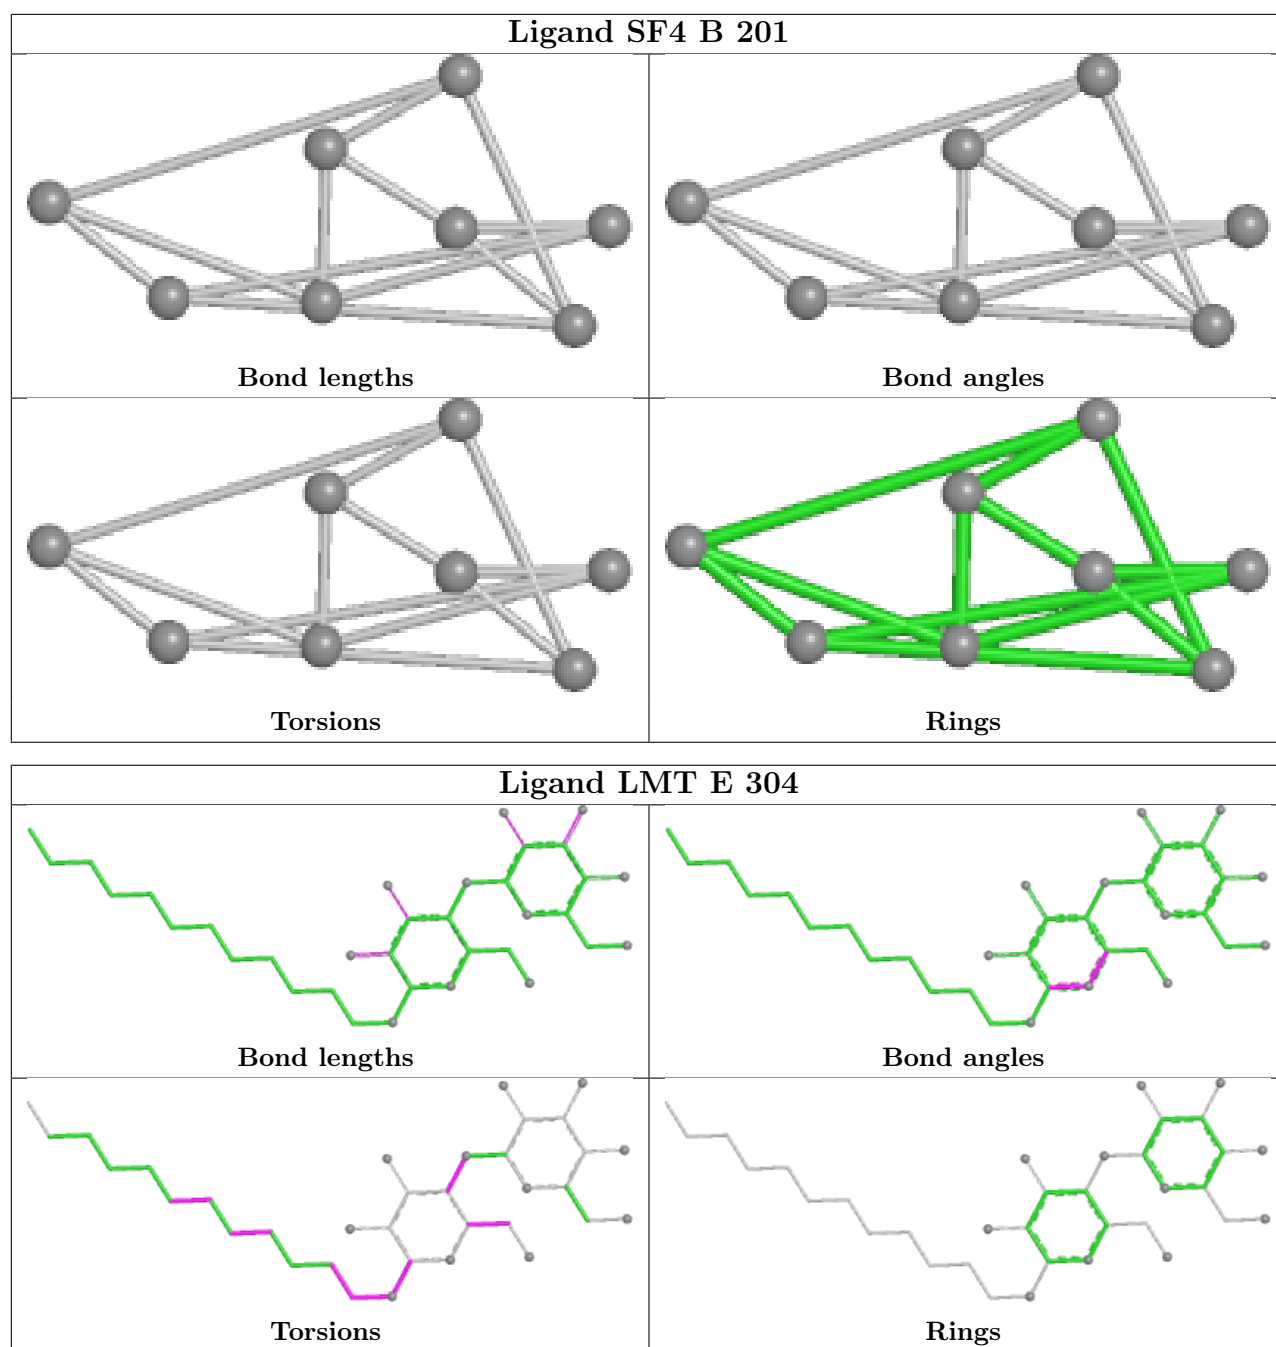 Ligand SF4 B 201
Bond lengths
Bond angles
Torsions
Rings
Ligand LMT E 304
Bond lengths
Bond angles
Torsions
Rings